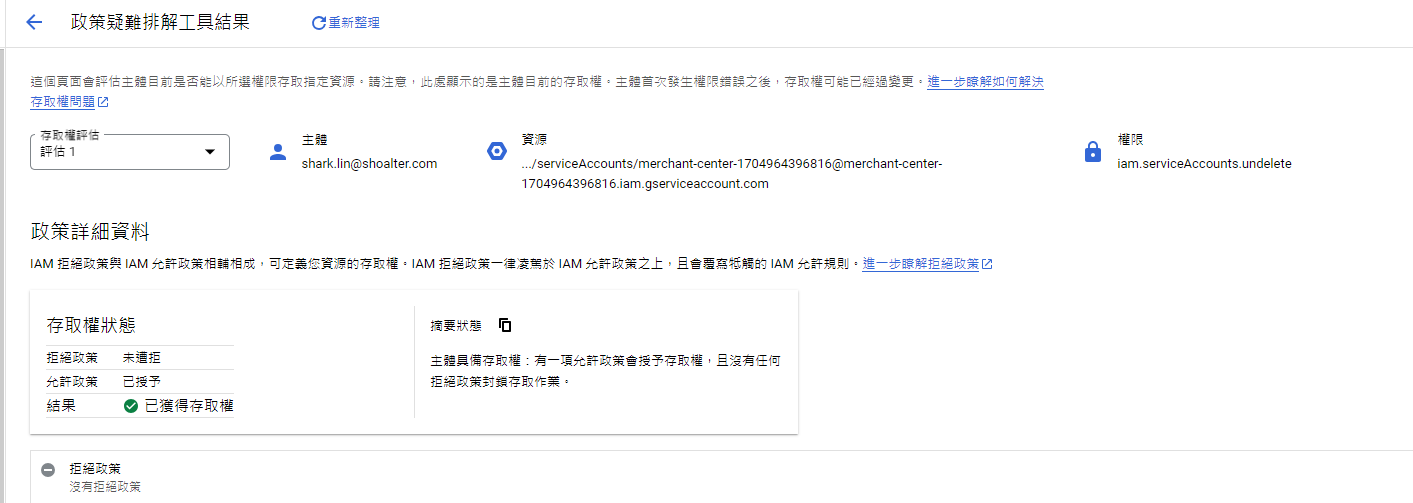 政策疑難排解工具結果
重新整理
這個頁面會評估主體目前是否能以所選權限存取指定資源。請注意，此處顯示的是主體目前的存取權。主體首次發生權限錯誤之後，存取權可能已經過變更。進一步瞭解如何解決
存取權問題
存取權評估
評估 1
主體
shark.lin@shoalter.com
資源
.../serviceAccounts/merchant-center-1704964396816@merchant-center-
1704964396816.iam.gserviceaccount.com
權限
iam.serviceAccounts.undelete
政策詳細資料
IAM 拒絕政策與 IAM 允許政策相輔相成，可定義您資源的存取權。IAM 拒絕政策一律凌駕於 IAM 允許政策之上，且會覆寫牴觸的 IAM 允許規則。進一步瞭解拒絕政策
存取權狀態
拒絕政策 未遭拒
允許政策 已授予
結果 已獲得存取權
摘要狀態
主體具備存取權：有一項允許政策會授予存取權，且沒有任何
拒絕政策封鎖存取作業。
拒絕政策
沒有拒絕政策